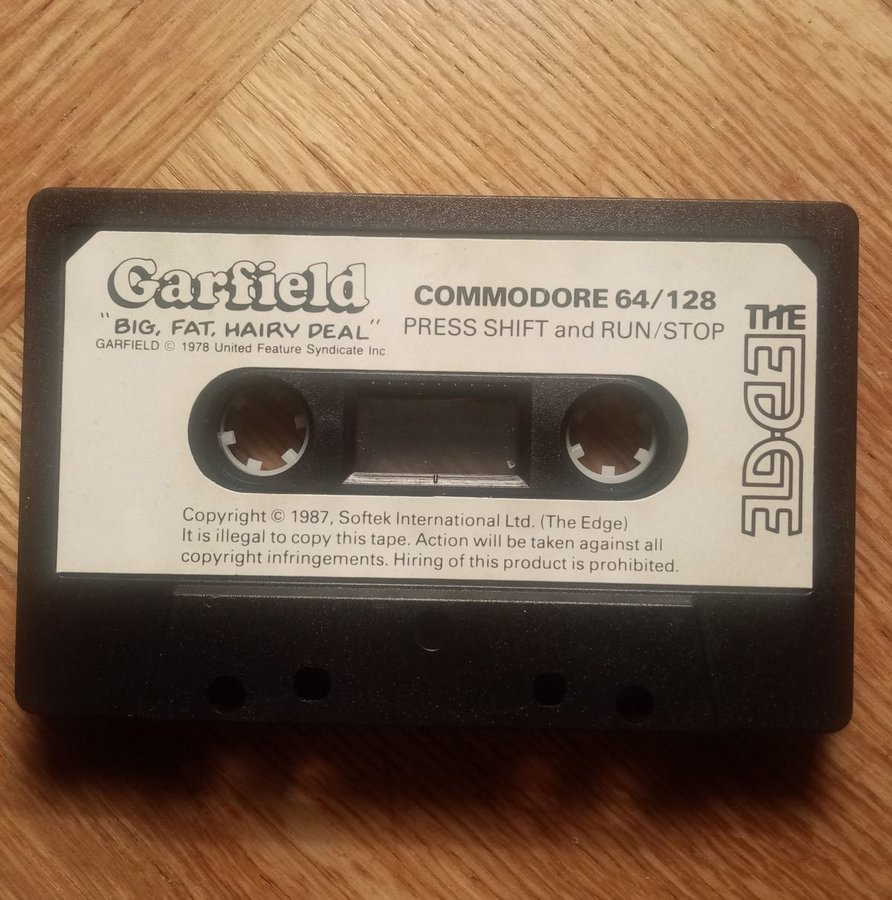 Garfield
"BIG, FAT, HAIRY DEAL"
GARFIELD © 1978 United Feature Syndicate Inc.
COMMODORE 64/128
PRESS SHIFT and RUN/STOP
THE
EDGE
Copyright © 1987, Softek International Ltd. (The Edge)
It is illegal to copy this tape. Action will be taken against all
copyright infringements. Hiring of this product is prohibited.